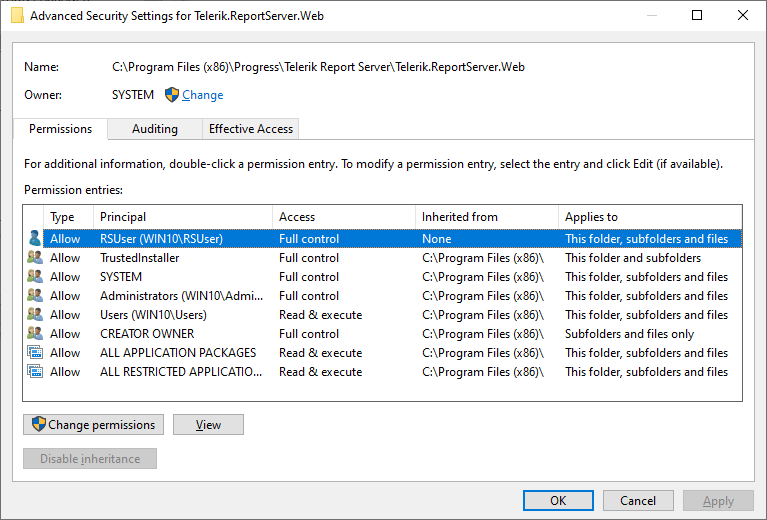 Advanced Security Settings for Telerik.ReportServer.Web
Name: C:\Program Files (x86)\Progress\Telerik Report Server\Telerik.ReportServer.Web
Owner: SYSTEM Change
Permissions Auditing Effective Access
For additional information, double-click a permission entry. To modify a permission entry, select the entry and click Edit (if available).
Permission entries:
Type Principal Access Inherited from Applies to
Allow RSUser (WIN10\RSUser) Full control None This folder, subfolders and files
Allow TrustedInstaller Full control C:\Program Files (x86)\ This folder and subfolders
Allow SYSTEM Full control C:\Program Files (x86)\ This folder, subfolders and files
Allow Administrators (WIN10\Admi... Full control C:\Program Files (x86)\ This folder, subfolders and files
Allow Users (WIN10\Users) Read & execute C:\Program Files (x86)\ This folder, subfolders and files
Allow CREATOR OWNER Full control C:\Program Files (x86)\ Subfolders and files only
Allow ALL APPLICATION PACKAGES Read & execute C:\Program Files (x86)\ This folder, subfolders and files
Allow ALL RESTRICTED APPLICATIO... Read & execute C:\Program Files (x86)\ This folder, subfolders and files
Change permissions View
Disable inheritance
OK Cancel Apply